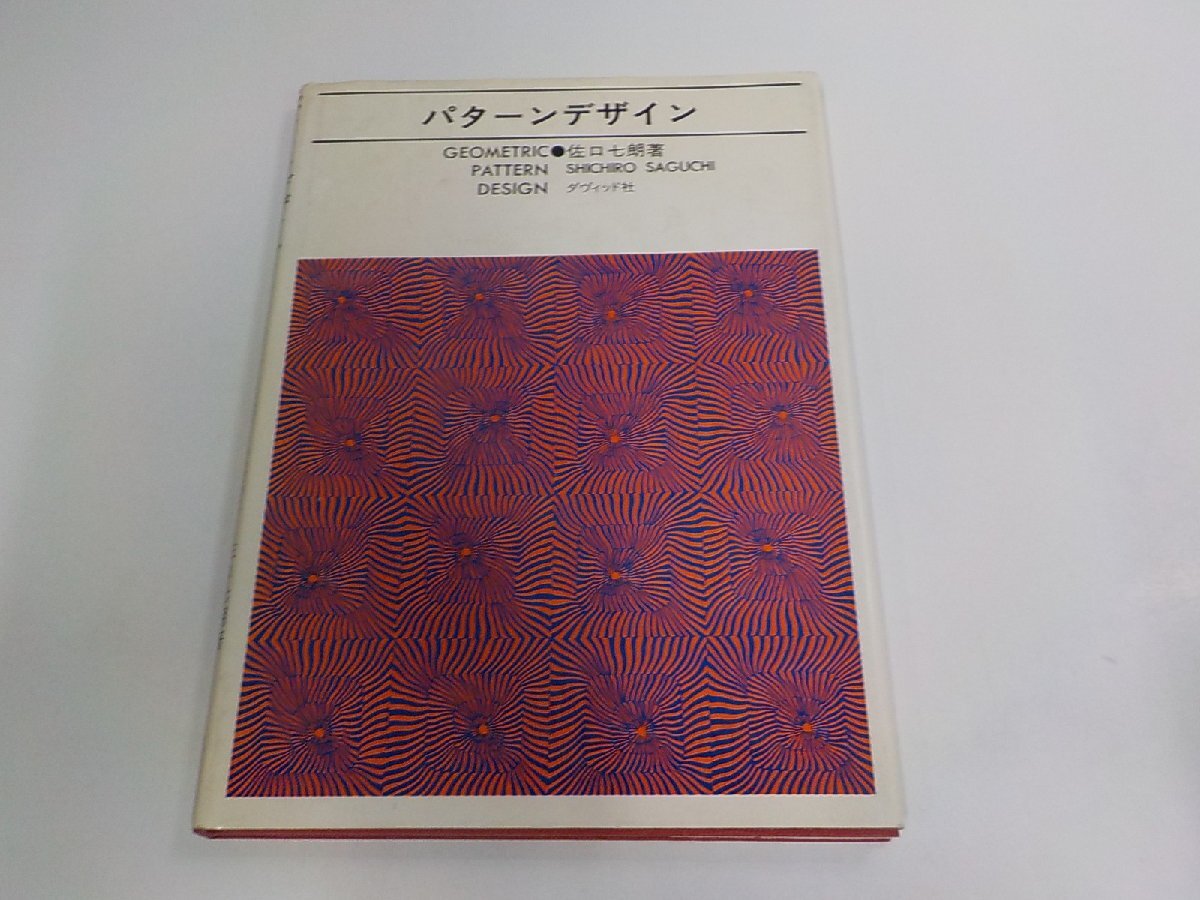 パターンデザイン
GEOMETRIC●佐口七朗著
PATTERN SHICHIRO SAGUCHI
DESIGN ダヴィッド社